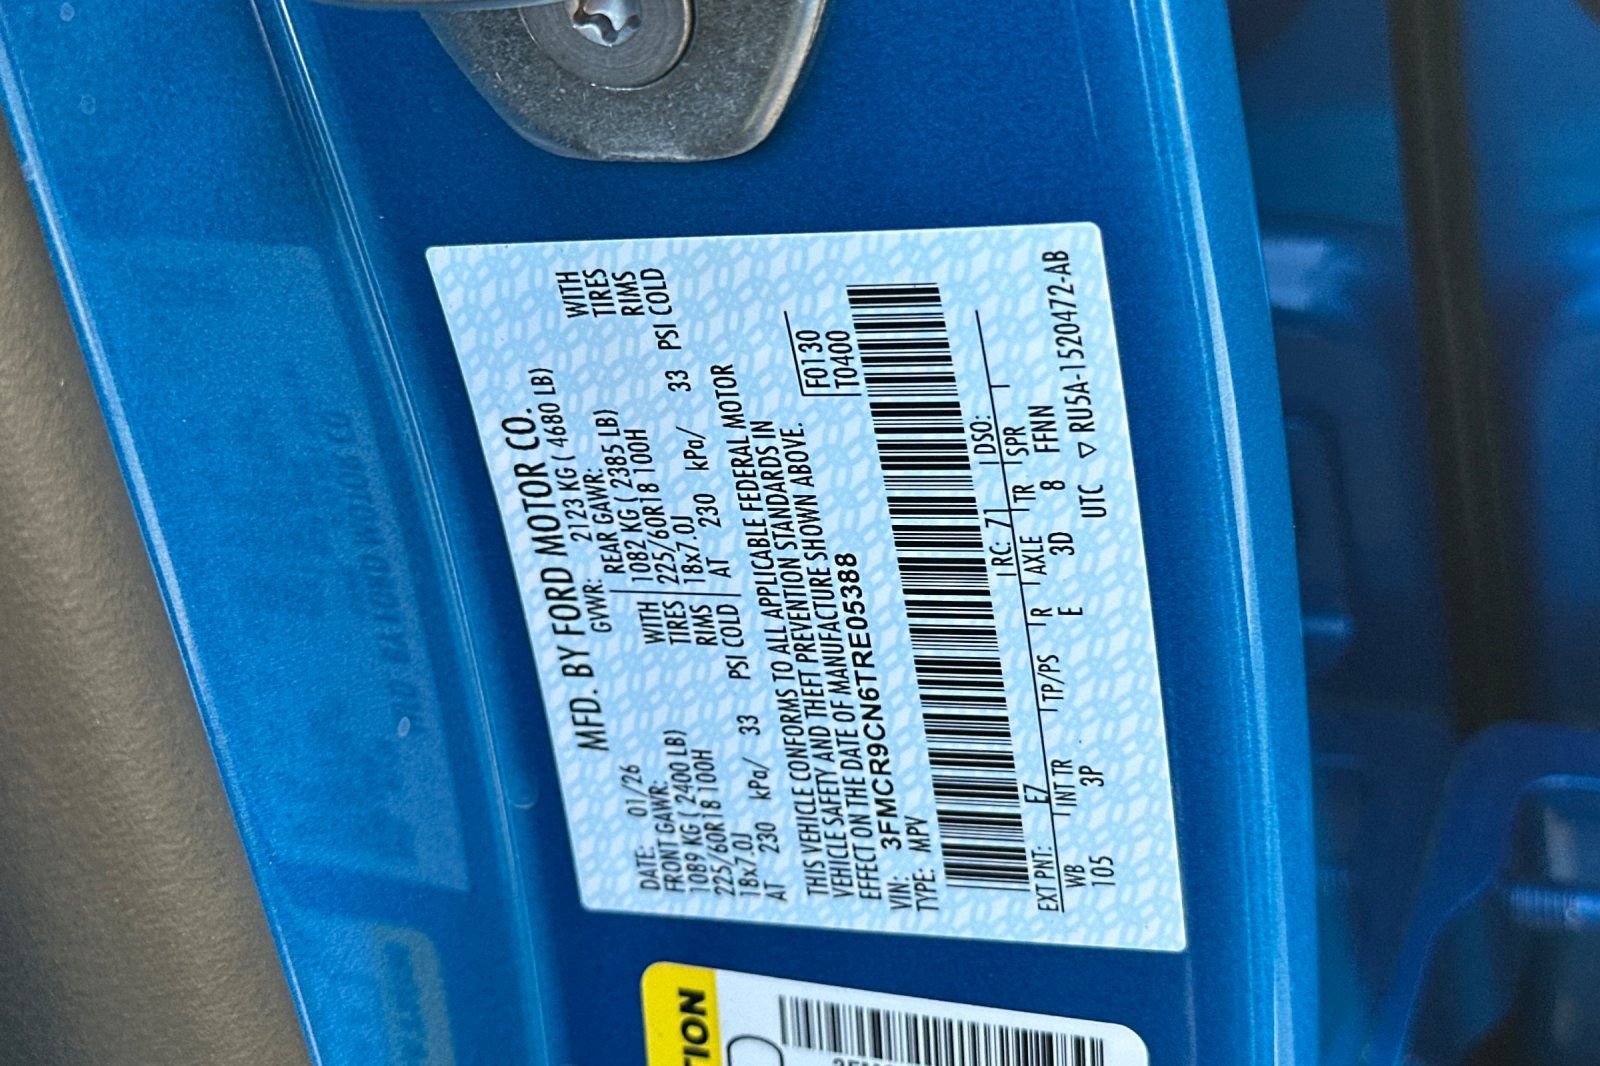 MFD. BY FORD MOTOR CO.
DATE: 01/26 GVWR: 2123 KG ( 4680 LB)
FRONT GAWR: REAR GAWR:
1089 KG ( 2400 LB) WITH 1082 KG ( 2385 LB) WITH
225/60R18 100H TIRES 225/60R18 100H TIRES
18x7.0J RIMS 18x7.0J RIMS
AT 230 kPa/ 33 PSI COLD AT 230 kPa/ 33 PSI COLD
THIS VEHICLE CONFORMS TO ALL APPLICABLE FEDERAL MOTOR
VEHICLE SAFETY AND THEFT PREVENTION STANDARDS IN
EFFECT ON THE DATE OF MANUFACTURE SHOWN ABOVE.
VIN: 3FMCR9CN6TRE05388 F0130
TYPE: MPV T0400
EXT PNT: E7 RC: 71 DSO:
WB INT TR TP/PS R AXLE TR SPR
105 3P E 3D 8 FFNN
UTC ▽ RU5A-1520472-AB
TION